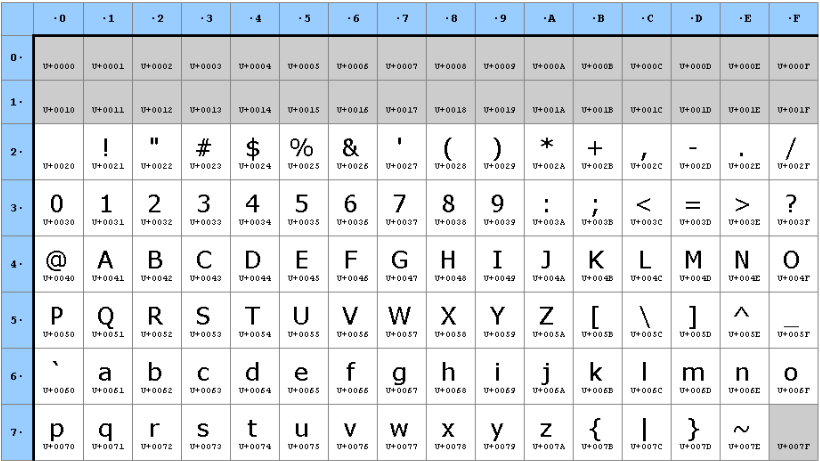 ·0 ·1 ·2 ·3 ·4 ·5 ·6 ·7 ·8 ·9 ·A ·B ·C ·D ·E ·F
0·
U+0000 U+0001 U+0002 U+0003 U+0004 U+0005 U+0006 U+0007 U+0008 U+0009 U+000A U+000B U+000C U+000D U+000E U+000F
1·
U+0010 U+0011 U+0012 U+0013 U+0014 U+0015 U+0016 U+0017 U+0018 U+0019 U+001A U+001B U+001C U+001D U+001E U+001F
2· ! " # $ % & ' ( ) * + , - . /
U+0020 U+0021 U+0022 U+0023 U+0024 U+0025 U+0026 U+0027 U+0028 U+0029 U+002A U+002B U+002C U+002D U+002E U+002F
3· 0 1 2 3 4 5 6 7 8 9 : ; < = > ?
U+0030 U+0031 U+0032 U+0033 U+0034 U+0035 U+0036 U+0037 U+0038 U+0039 U+003A U+003B U+003C U+003D U+003E U+003F
4· @ A B C D E F G H I J K L M N O
U+0040 U+0041 U+0042 U+0043 U+0044 U+0045 U+0046 U+0047 U+0048 U+0049 U+004A U+004B U+004C U+004D U+004E U+004F
5· P Q R S T U V W X Y Z [ \ ] ^ _
U+0050 U+0051 U+0052 U+0053 U+0054 U+0055 U+0056 U+0057 U+0058 U+0059 U+005A U+005B U+005C U+005D U+005E U+005F
6· ` a b c d e f g h i j k l m n o
U+0060 U+0061 U+0062 U+0063 U+0064 U+0065 U+0066 U+0067 U+0068 U+0069 U+006A U+006B U+006C U+006D U+006E U+006F
7· p q r s t u v w x y z { | } ~
U+0070 U+0071 U+0072 U+0073 U+0074 U+0075 U+0076 U+0077 U+0078 U+0079 U+007A U+007B U+007C U+007D U+007E U+007F